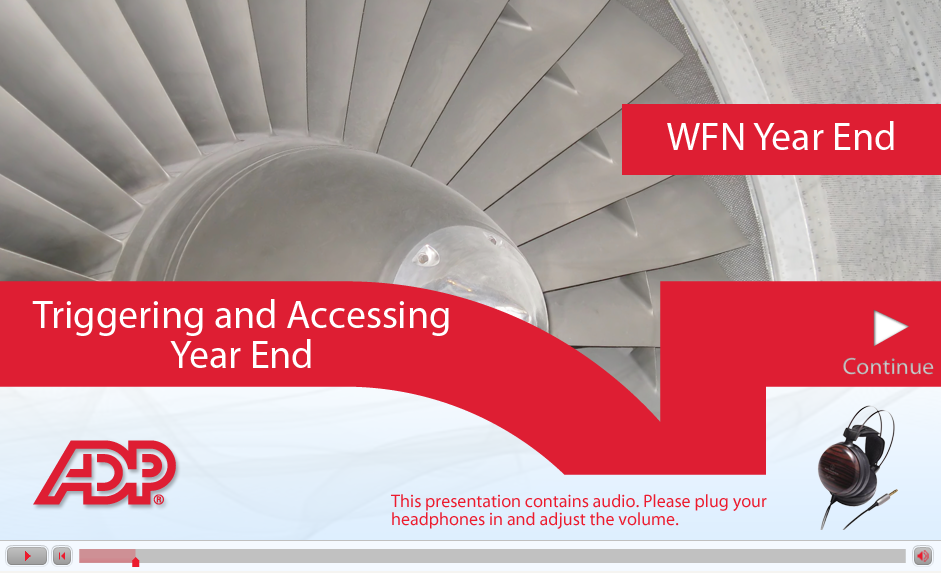 WFN Year End
Triggering and Accessing
Year End
Continue
ADP®
This presentation contains audio. Please plug your
headphones in and adjust the volume.